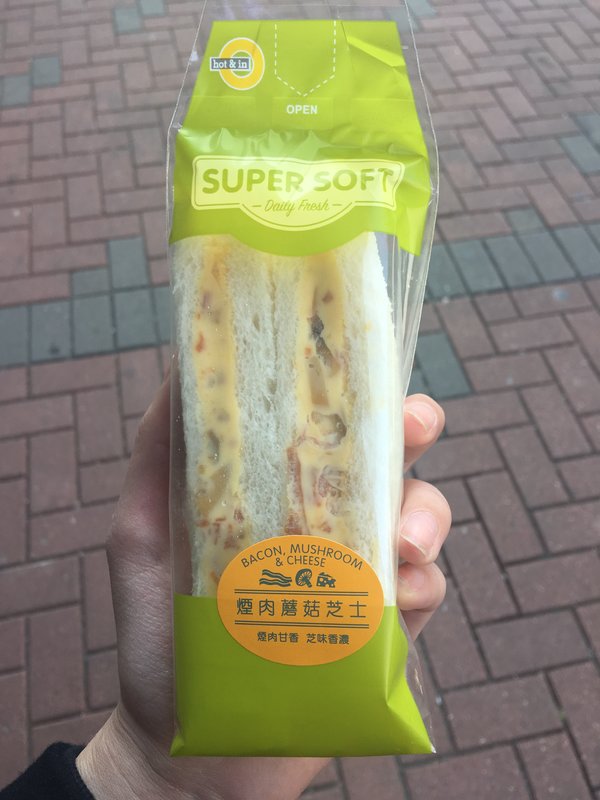 hot & in
OPEN
SUPER SOFT
Daily Fresh
BACON, MUSHROOM
& CHEESE
煙肉蘑菇芝士
煙肉甘香 芝味香濃